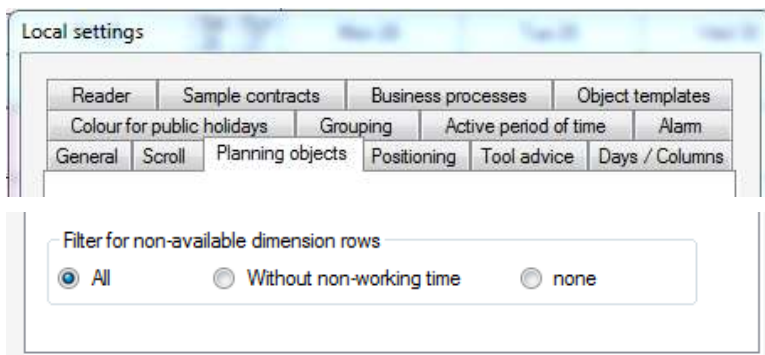 Local settings
Reader Sample contracts Business processes Object templates
Colour for public holidays Grouping Active period of time Alarm
General Scroll Planning objects Positioning Tool advice Days / Columns
Filter for non-available dimension rows
All Without non-working time none